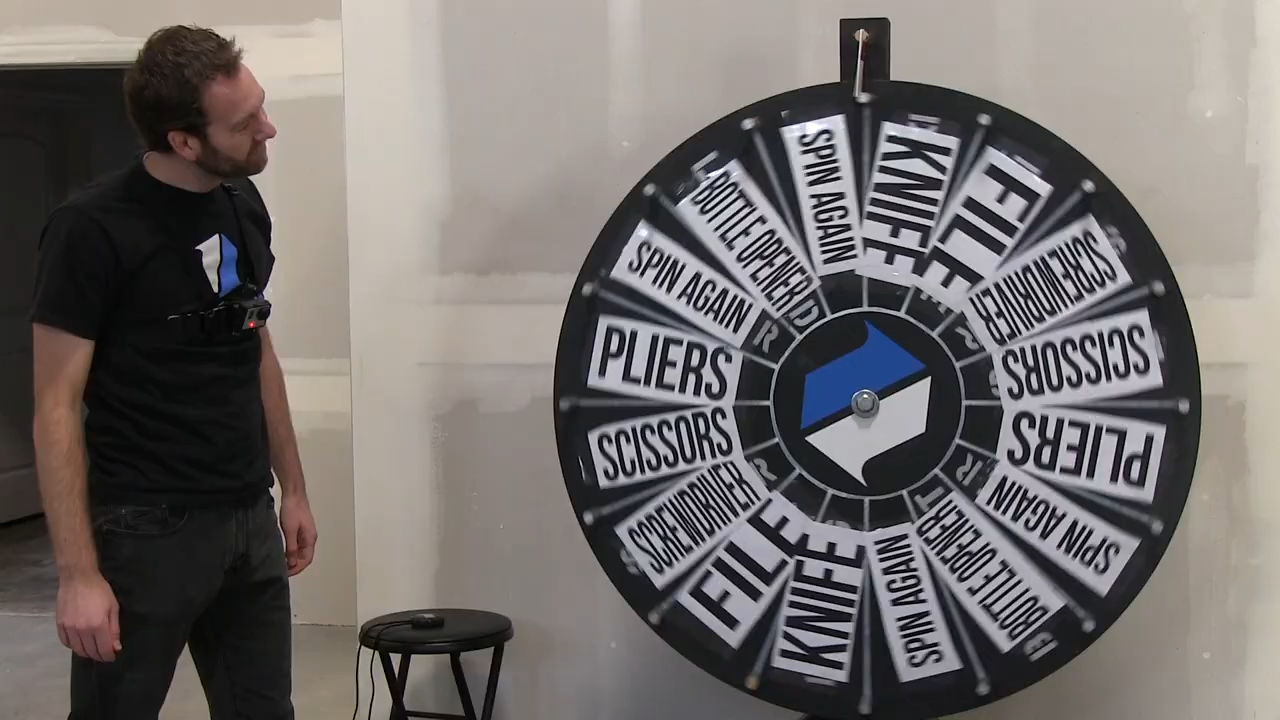 SPIN AGAIN
KNIFE
FILE
SCREWDRIVER
SCISSORS
PLIERS
SPIN AGAIN
BOTTLE OPENER
SPIN AGAIN
KNIFE
FILE
SCREWDRIVER
SCISSORS
PLIERS
SPIN AGAIN
BOTTLE OPENER